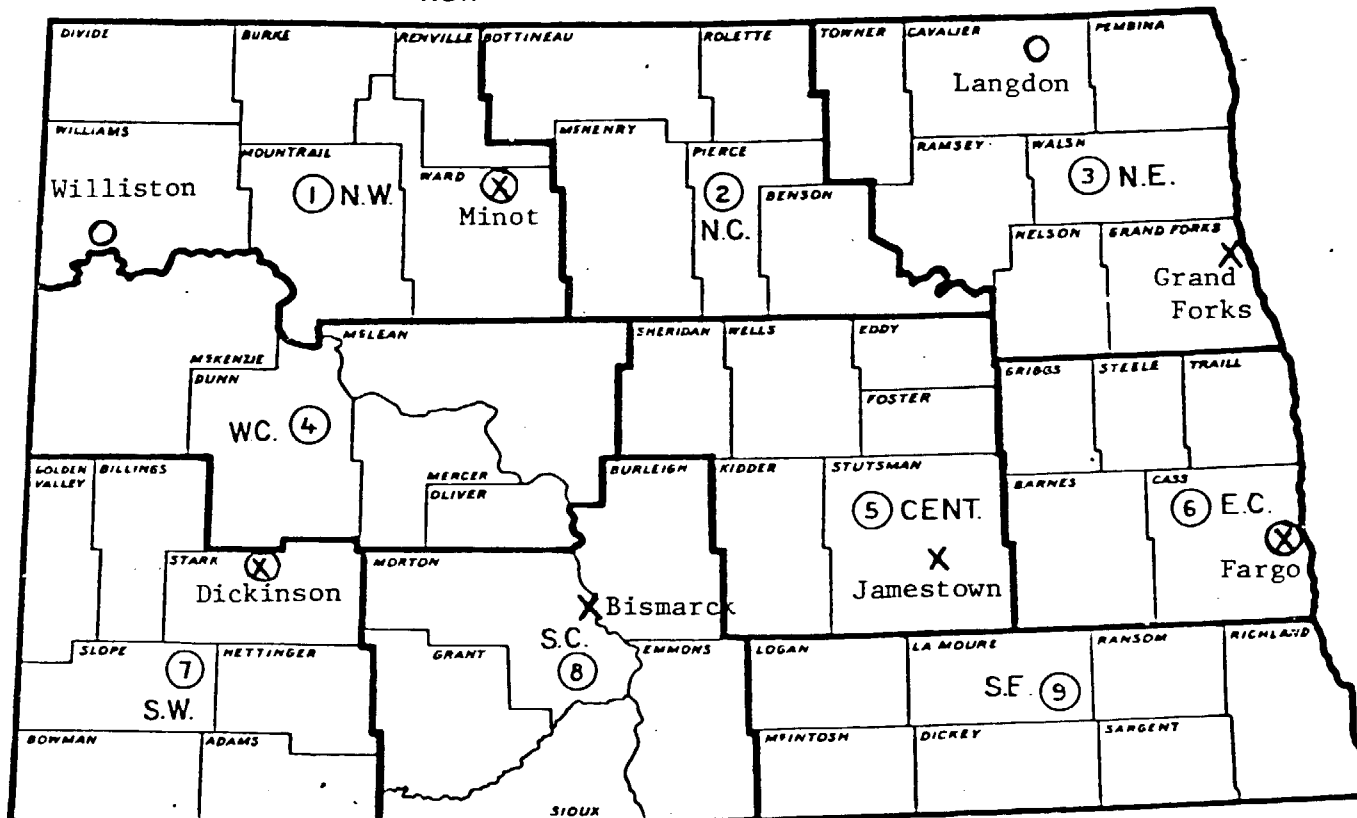 DIVIDE
BURKE
RENVILLE
BOTTINEAU
ROLETTE
TOWNER
CAVALIER
PEMBINA
Langdon
WILLIAMS
MOUNTRAIL
WARD
MCHENRY
PIERCE
BENSON
RAMSEY
WALSH
Williston
1 N.W.
X
Minot
2
N.C.
3 N.E.
NELSON
GRAND FORKS
X
Grand
Forks
MCLEAN
SHERIDAN
WELLS
EDDY
MCKENZIE
DUNN
FOSTER
GRIGGS
STEELE
TRAILL
W.C. 4
GOLDEN
VALLEY
BILLINGS
MERCER
OLIVER
BURLEIGH
KIDDER
STUTSMAN
BARNES
CASS
5 CENT.
6 E.C.
X
Fargo
STARK
X
Dickinson
MORTON
X
Jamestown
X Bismarck
S.C.
8
SLOPE
HETTINGER
GRANT
EMMONS
LOGAN
LA MOURE
RANSOM
RICHLAND
7
S.W.
S.E. 9
BOWMAN
ADAMS
SIOUX
MCINTOSH
DICKEY
SARGENT